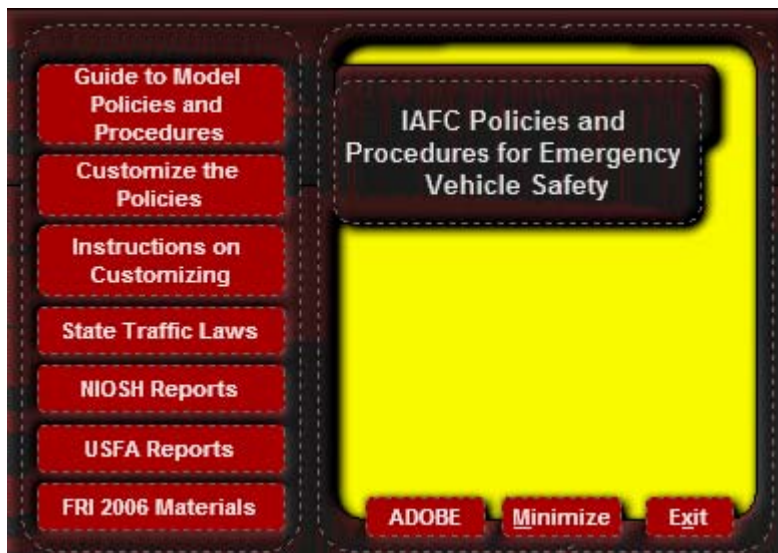 Guide to Model
Policies and
Procedures
Customize the
Policies
Instructions on
Customizing
State Traffic Laws
NIOSH Reports
USFA Reports
FRI 2006 Materials
IAFC Policies and
Procedures for Emergency
Vehicle Safety
ADOBE
Minimize
Exit